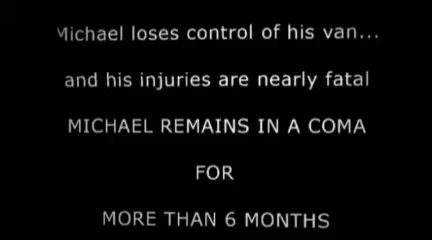 Michael loses control of his van...
and his injuries are nearly fatal
MICHAEL REMAINS IN A COMA
FOR
MORE THAN 6 MONTHS